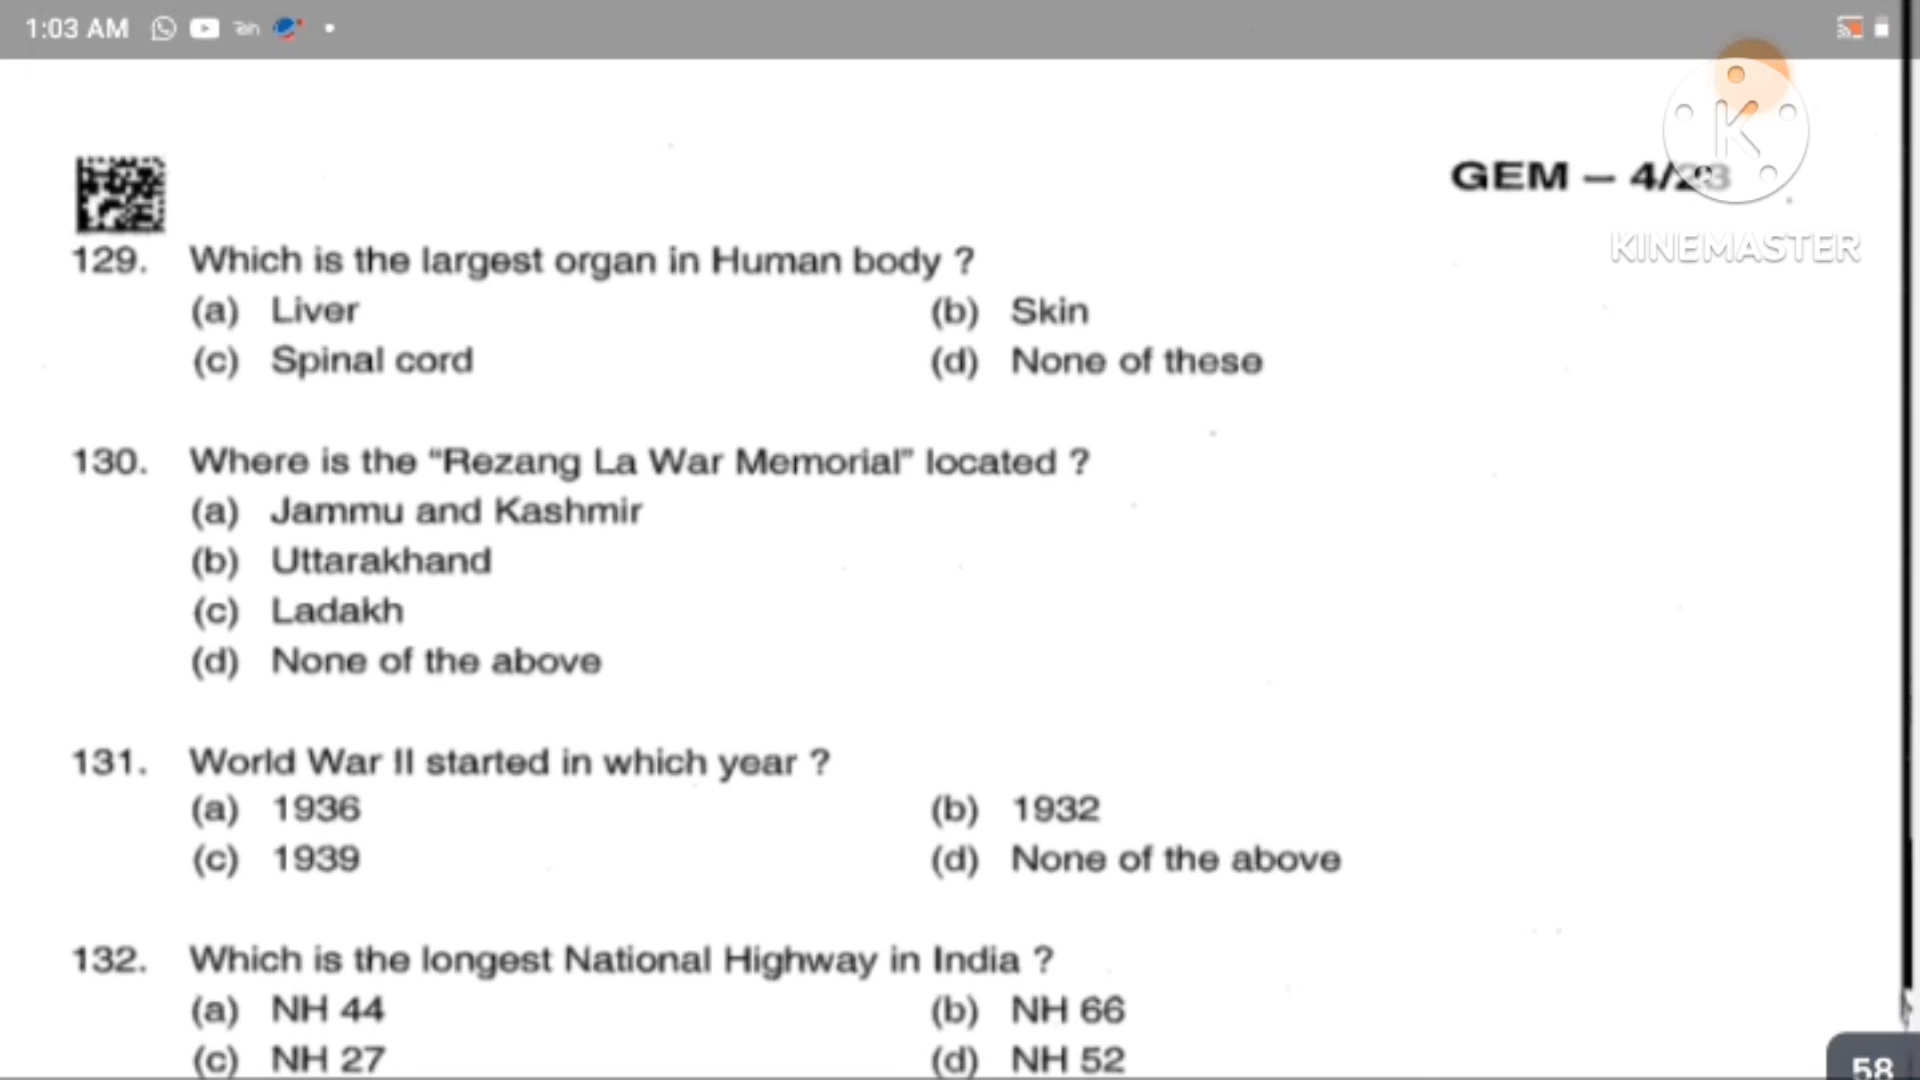 1:03 AM
GEM – 4/23
KINEMASTER
129. Which is the largest organ in Human body ?
(a) Liver (b) Skin
(c) Spinal cord (d) None of these
130. Where is the “Rezang La War Memorial” located ?
(a) Jammu and Kashmir
(b) Uttarakhand
(c) Ladakh
(d) None of the above
131. World War II started in which year ?
(a) 1936 (b) 1932
(c) 1939 (d) None of the above
132. Which is the longest National Highway in India ?
(a) NH 44 (b) NH 66
(c) NH 27 (d) NH 52
58